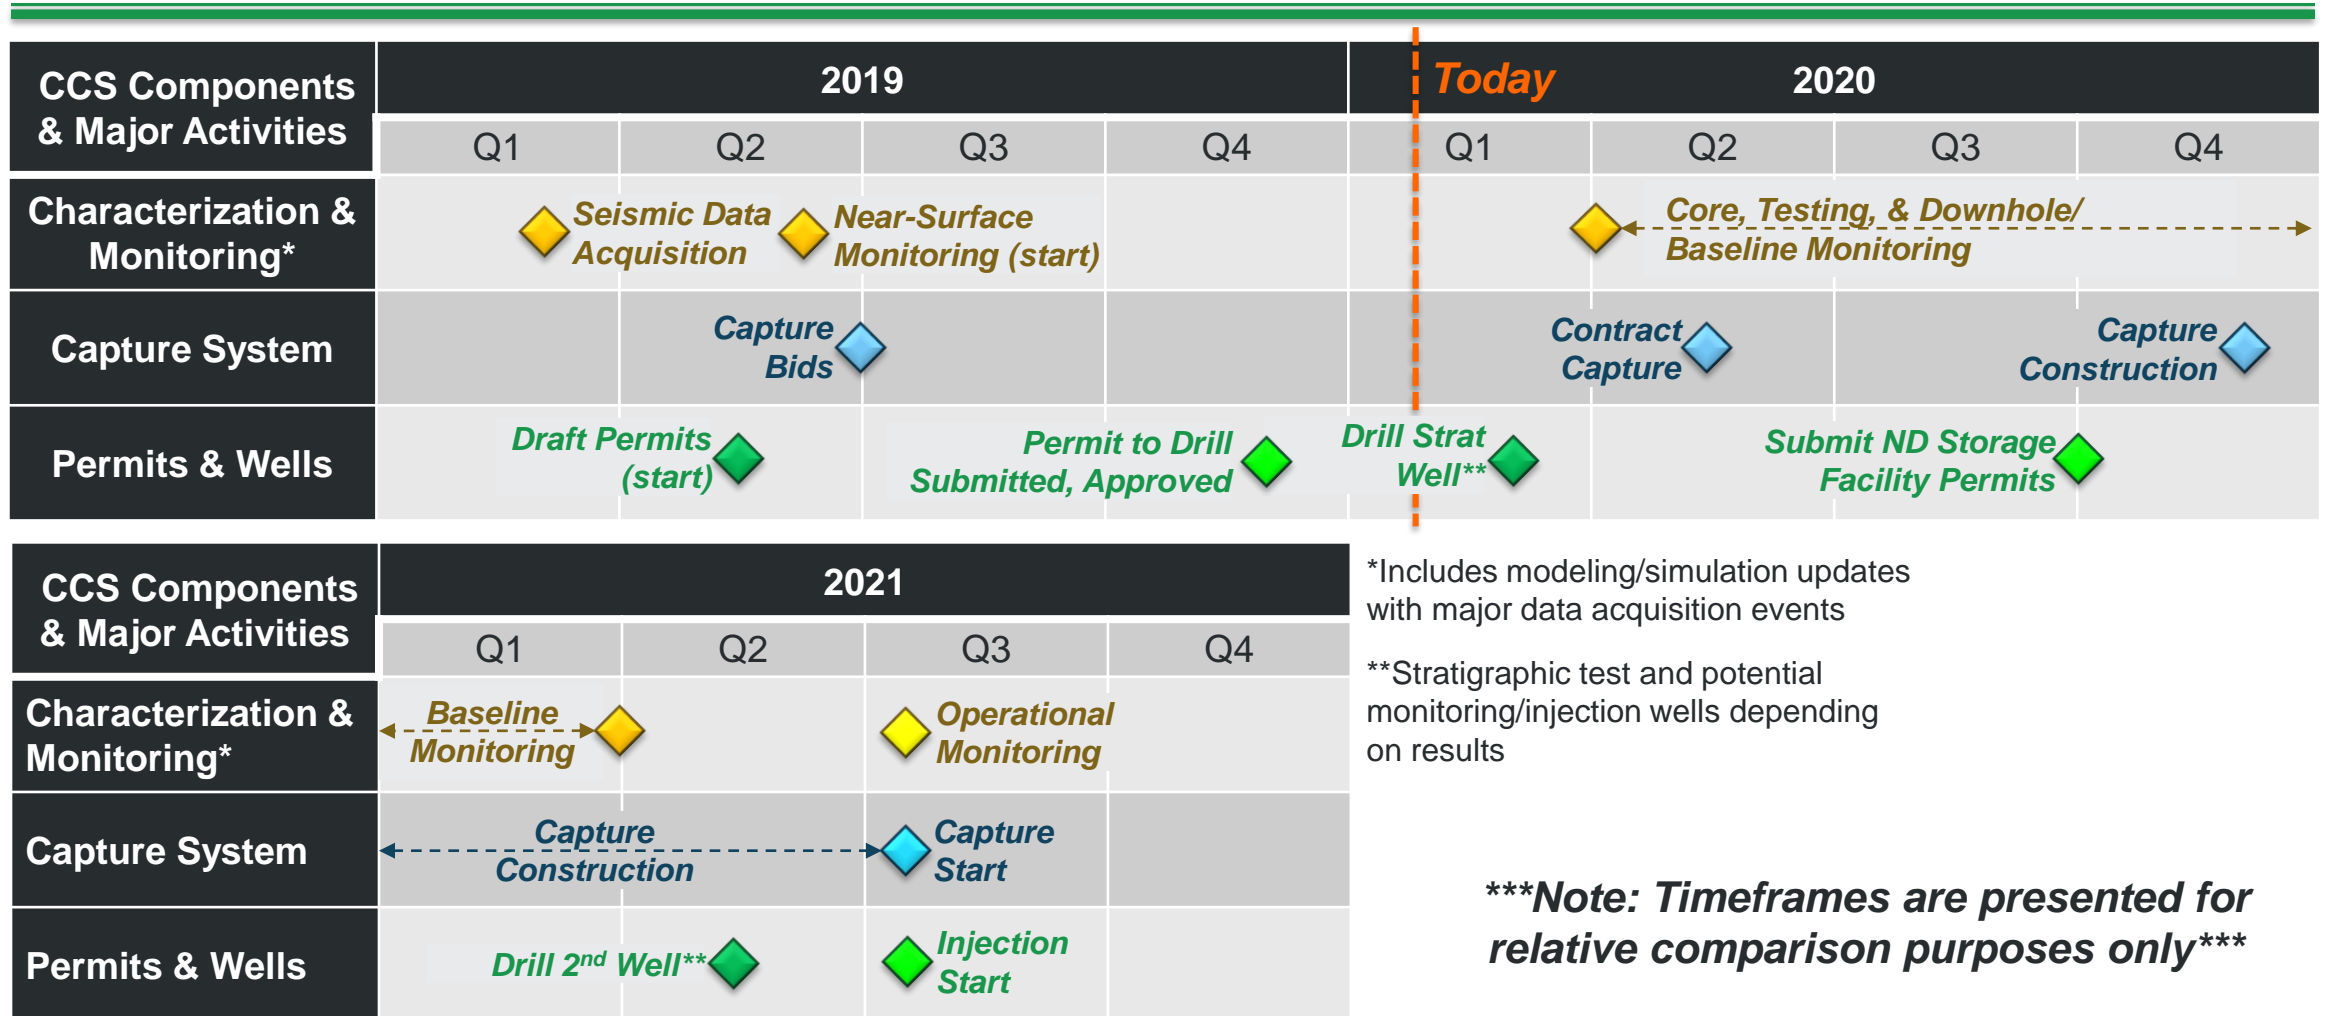 CCS Components
& Major Activities
2019
Today
2020
Q1
Q2
Q3
Q4
Q1
Q2
Q3
Q4
Characterization &
Monitoring*
Seismic Data
Acquisition
Near-Surface
Monitoring (start)
Core, Testing, & Downhole/
Baseline Monitoring
Capture System
Capture
Bids
Contract
Capture
Capture
Construction
Permits & Wells
Draft Permits
(start)
Permit to Drill
Submitted, Approved
Drill Strat
Well**
Submit ND Storage
Facility Permits
CCS Components
& Major Activities
2021
Q1
Q2
Q3
Q4
Characterization &
Monitoring*
Baseline
Monitoring
Operational
Monitoring
Capture System
Capture
Construction
Capture
Start
Permits & Wells
Drill 2nd Well**
Injection
Start
*Includes modeling/simulation updates
with major data acquisition events
**Stratigraphic test and potential
monitoring/injection wells depending
on results
***Note: Timeframes are presented for
relative comparison purposes only***